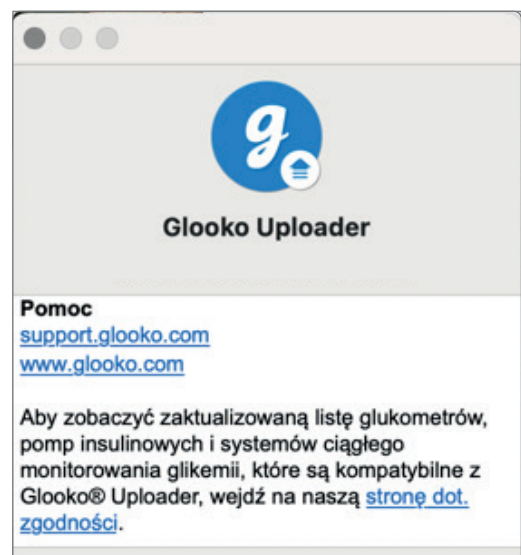 g
Glooko Uploader
Pomoc
support.glooko.com
www.glooko.com
Aby zobaczyć zaktualizowaną listę glukometrów,
pomp insulinowych i systemów ciągłego
monitorowania glikemii, które są kompatybilne z
Glooko® Uploader, wejdź na naszą stronę dot.
zgodności.